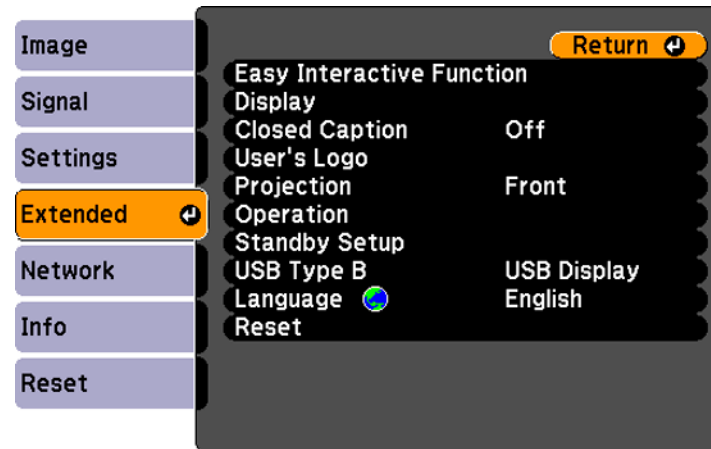 Image
Signal
Settings
Extended
Network
Info
Reset
Return
Easy Interactive Function
Display
Closed Caption Off
User's Logo
Projection Front
Operation
Standby Setup
USB Type B USB Display
Language English
Reset